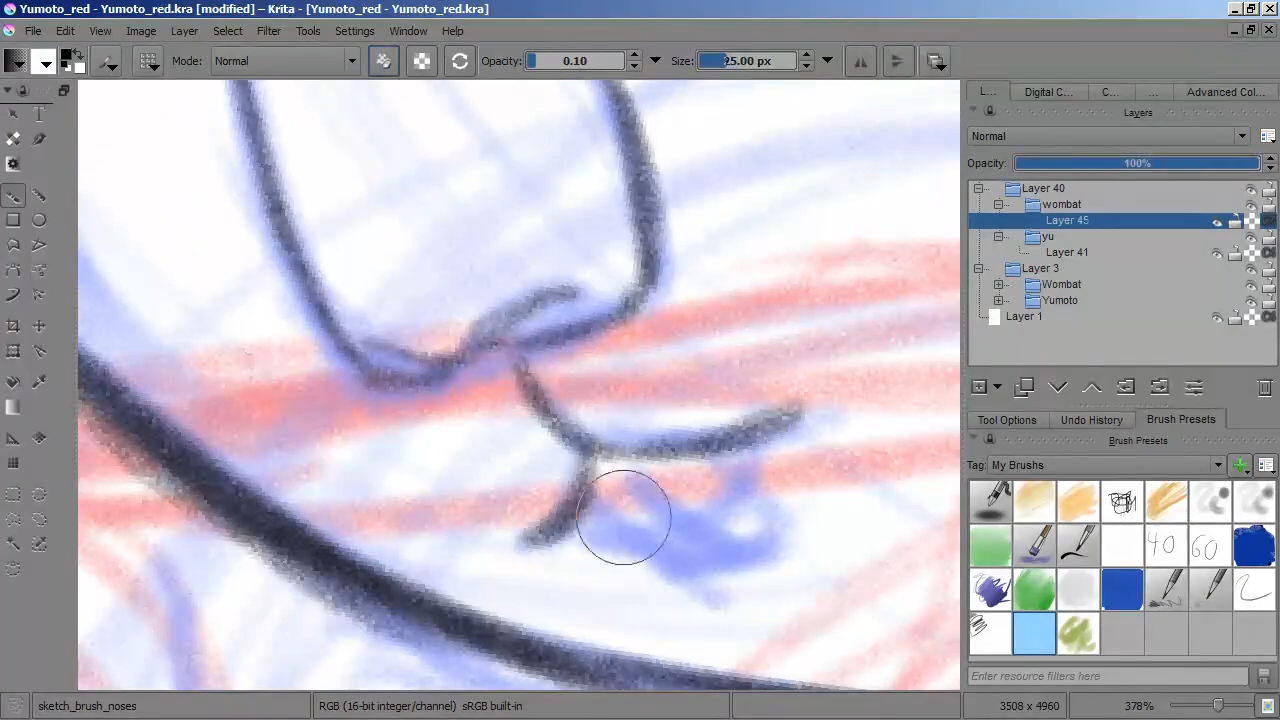 Yumoto_red - Yumoto_red.kra [modified] – Krita - [Yumoto_red - Yumoto_red.kra]
File Edit View Image Layer Select Filter Tools Settings Window Help
Mode: Normal Opacity: 0.10 Size: 25.00 px
L... Digital C... C... ... Advanced Col...
Layers
Normal
Opacity: 100%
Layer 40
wombat
Layer 45
yu
Layer 41
Layer 3
Wombat
Yumoto
Layer 1
Tool Options Undo History Brush Presets
Brush Presets
Tag: My Brushes
40 60
Enter resource filters here
sketch_brush_noses RGB (16-bit integer/channel) sRGB built-in 3508 x 4960 378%